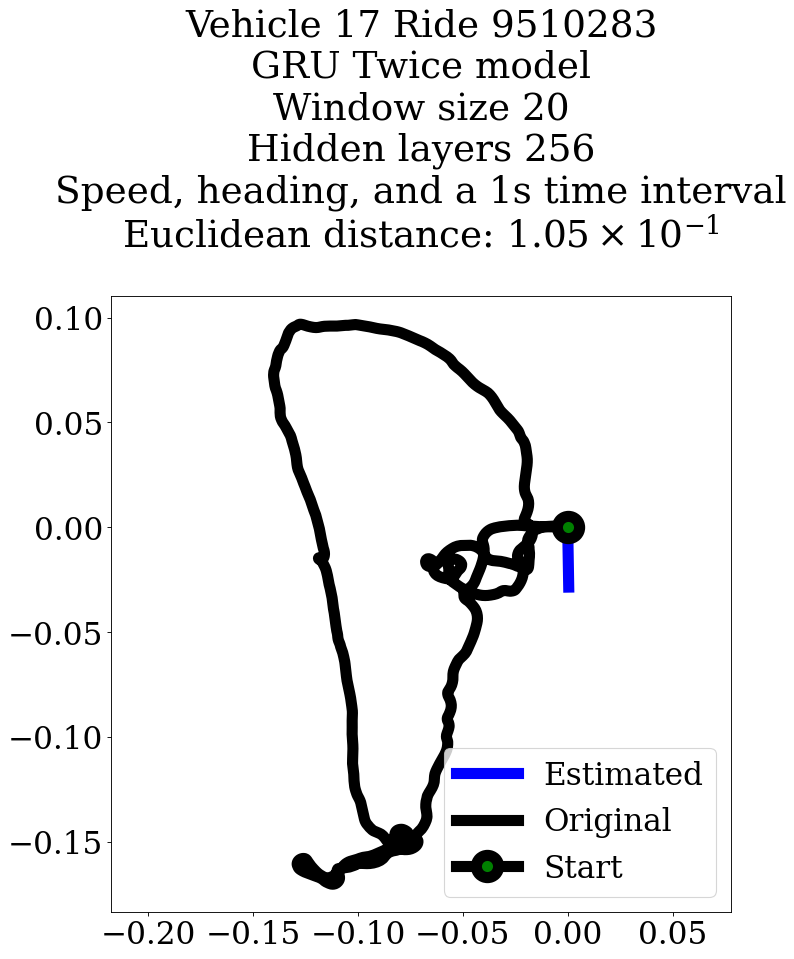 Vehicle 17 Ride 9510283
GRU Twice model
Window size 20
Hidden layers 256
Speed, heading, and a 1s time interval
Euclidean distance: 1.05 × 10⁻¹
0.10
0.05
0.00
−0.05
−0.10
−0.15
Estimated
Original
Start
−0.20 −0.15 −0.10 −0.05 0.00 0.05